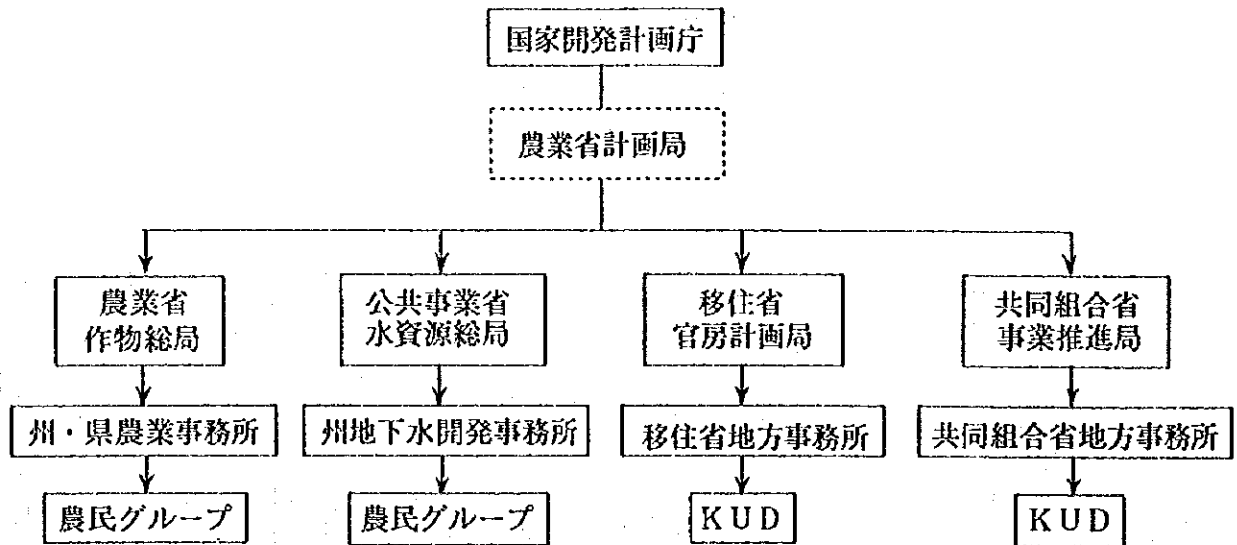 国家開発計画庁
農業省計画局
農業省
作物総局
公共事業省
水資源総局
移住省
官房計画局
共同組合省
事業推進局
州・県農業事務所
州地下水開発事務所
移住省地方事務所
共同組合省地方事務所
農民グループ
農民グループ
KUD
KUD